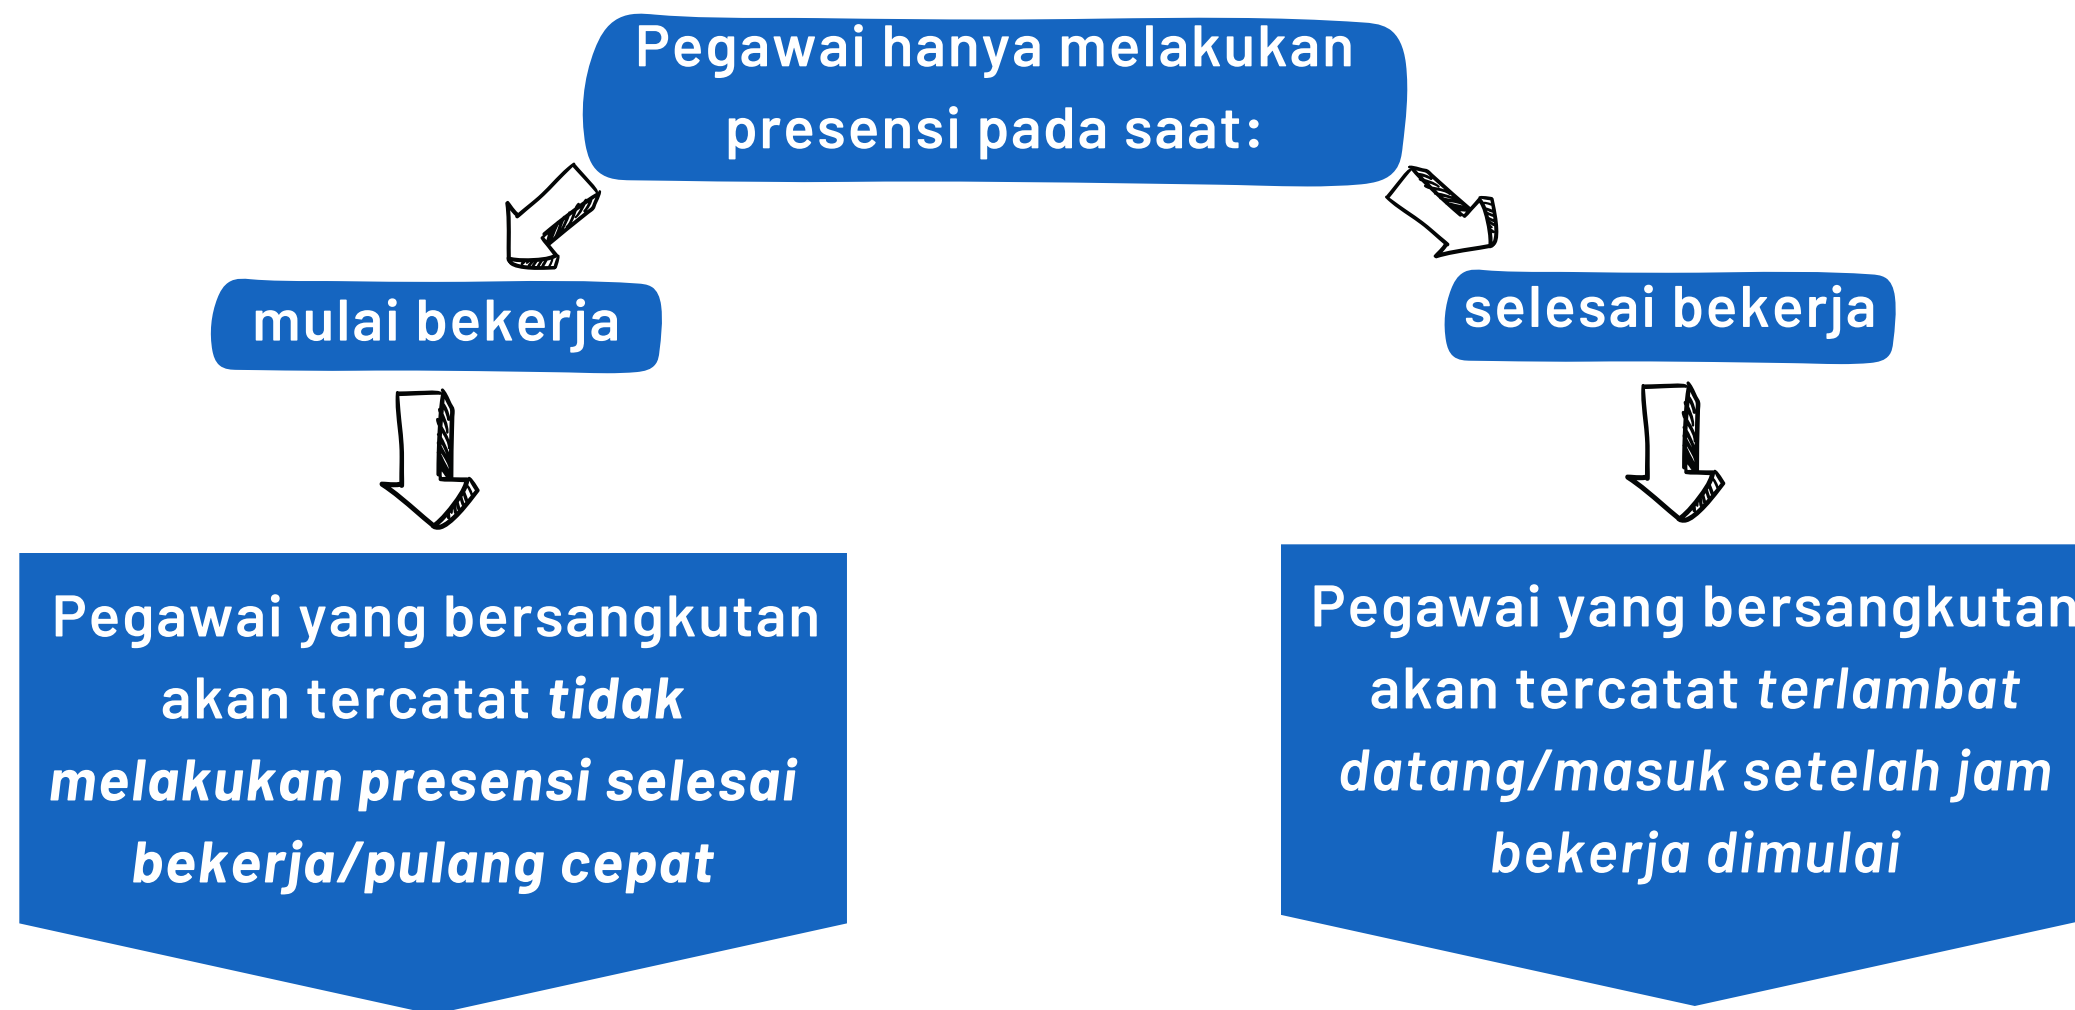 Pegawai hanya melakukan
presensi pada saat:
mulai bekerja
selesai bekerja
Pegawai yang bersangkutan
akan tercatat tidak
melakukan presensi selesai
bekerja/pulang cepat
Pegawai yang bersangkutan
akan tercatat terlambat
datang/masuk setelah jam
bekerja dimulai